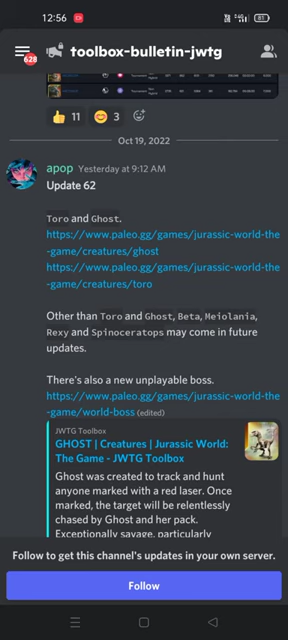 12:56
81
628
toolbox-bulletin-jwtg
11
3
Oct 19, 2022
apop Yesterday at 9:12 AM
Update 62
Toro and Ghost.
https://www.paleo.gg/games/jurassic-world-the
-game/creatures/ghost
https://www.paleo.gg/games/jurassic-world-the
-game/creatures/toro
Other than Toro and Ghost, Beta, Meiolania,
Rexy and Spinoceratops may come in future
updates.
There's also a new unplayable boss.
https://www.paleo.gg/games/jurassic-world-the
-game/world-boss (edited)
JWTG Toolbox
GHOST | Creatures | Jurassic World:
The Game - JWTG Toolbox
Ghost was created to track and hunt
anyone marked with a red laser. Once
marked, the target will be relentlessly
chased by Ghost and her pack.
Exceptionally savage, particularly
Follow to get this channel's updates in your own server.
Follow